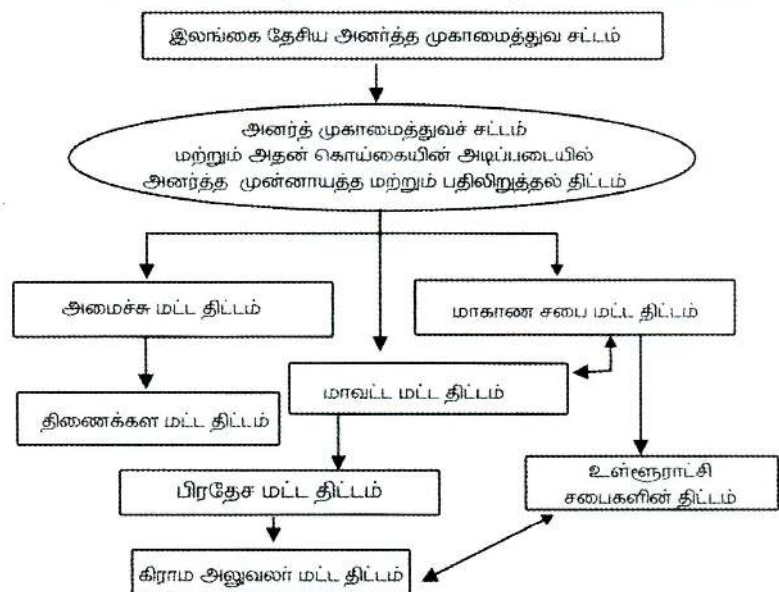 இலங்கை தேசிய அனர்த்த முகாமைத்துவ சட்டம்
அனர்த் முகாமைத்துவச் சட்டம்
மற்றும் அதன் கொய்கையின் அடிப்படையில்
அனர்த்த முன்னாயத்த மற்றும் பதிலிறுத்தல் திட்டம்
அமைச்சு மட்ட திட்டம்
மாகாண சபை மட்ட திட்டம்
மாவட்ட மட்ட திட்டம்
திணைக்கள மட்ட திட்டம்
பிரதேச மட்ட திட்டம்
உள்ளூராட்சி
சபைகளின் திட்டம்
கிராம அலுவலர் மட்ட திட்டம்